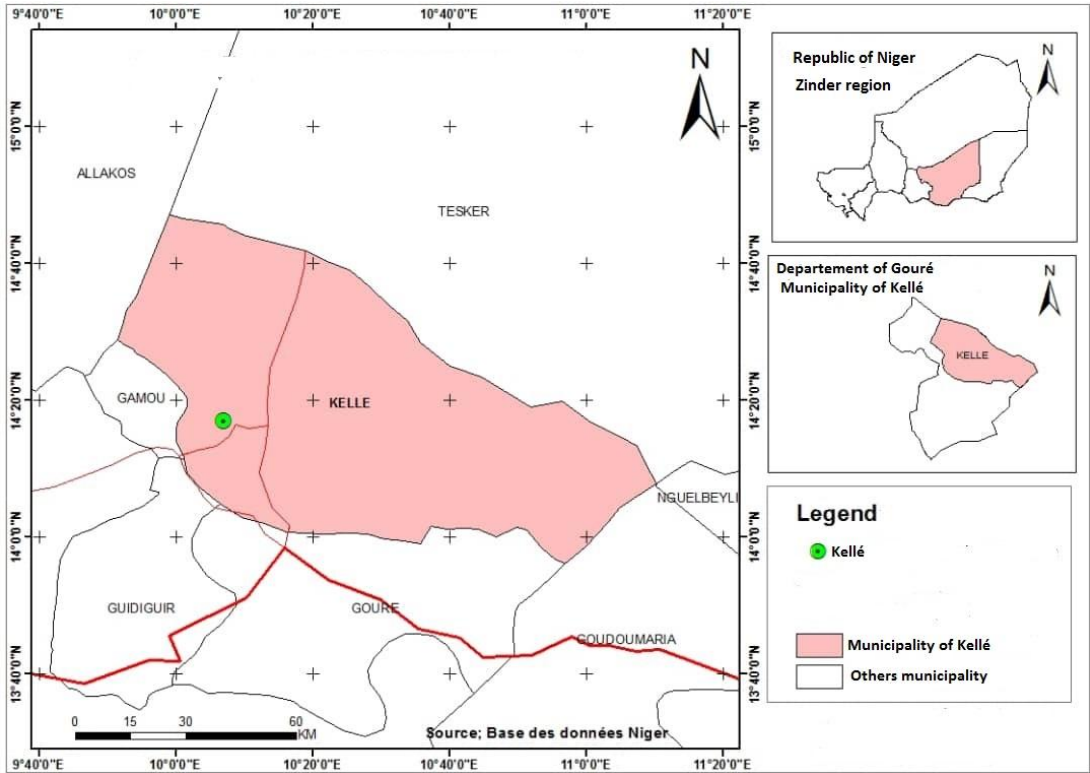 9°40'0"E 10°0'0"E 10°20'0"E 10°40'0"E 11°0'0"E 11°20'0"E
N
15°0'0"N
15°0'0"N
ALLAKOS
TESKER
14°40'0"N
14°40'0"N
GAMOU
14°20'0"N
KELLE
14°20'0"N
NGUELBEYLI
14°0'0"N
14°0'0"N
GUIDIGUIR
GOURE
GOUDOUMARIA
13°40'0"N
13°40'0"N
0 15 30 60
KM
Source; Base des données Niger
9°40'0"E 10°0'0"E 10°20'0"E 10°40'0"E 11°0'0"E 11°20'0"E
Republic of Niger
Zinder region
N
Departement of Gouré
Municipality of Kellé
N
KELLE
Legend
Kellé
Municipality of Kellé
Others municipality